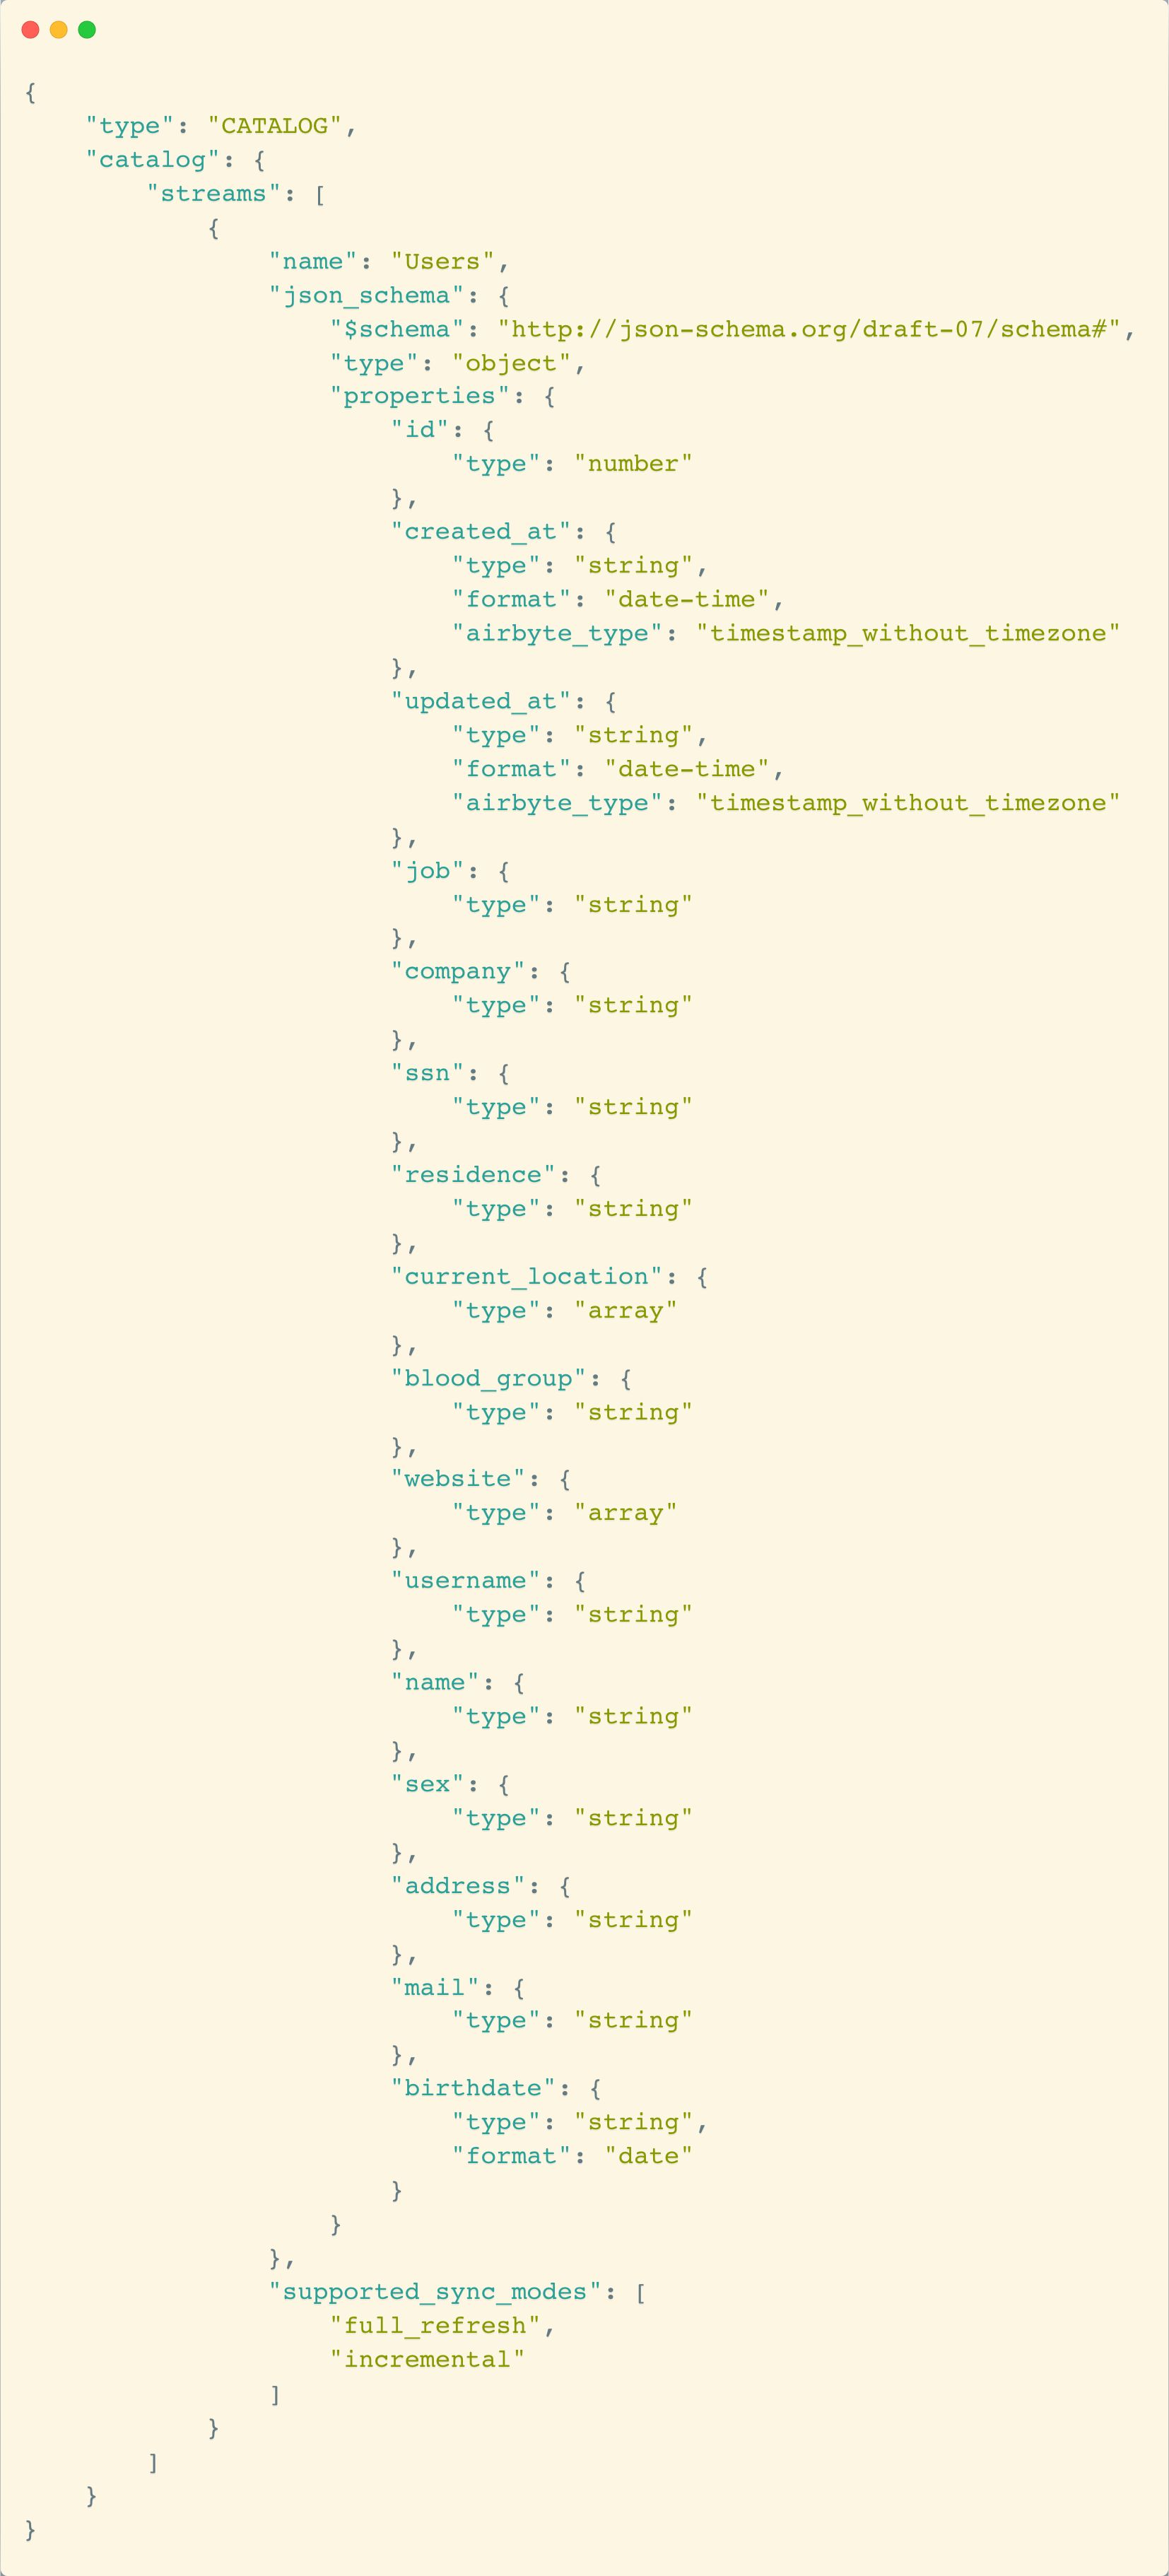 {
    "type": "CATALOG",
    "catalog": {
        "streams": [
            {
                "name": "Users",
                "json_schema": {
                    "$schema": "http://json-schema.org/draft-07/schema#",
                    "type": "object",
                    "properties": {
                        "id": {
                            "type": "number"
                        },
                        "created_at": {
                            "type": "string",
                            "format": "date-time",
                            "airbyte_type": "timestamp_without_timezone"
                        },
                        "updated_at": {
                            "type": "string",
                            "format": "date-time",
                            "airbyte_type": "timestamp_without_timezone"
                        },
                        "job": {
                            "type": "string"
                        },
                        "company": {
                            "type": "string"
                        },
                        "ssn": {
                            "type": "string"
                        },
                        "residence": {
                            "type": "string"
                        },
                        "current_location": {
                            "type": "array"
                        },
                        "blood_group": {
                            "type": "string"
                        },
                        "website": {
                            "type": "array"
                        },
                        "username": {
                            "type": "string"
                        },
                        "name": {
                            "type": "string"
                        },
                        "sex": {
                            "type": "string"
                        },
                        "address": {
                            "type": "string"
                        },
                        "mail": {
                            "type": "string"
                        },
                        "birthdate": {
                            "type": "string",
                            "format": "date"
                        }
                    }
                },
                "supported_sync_modes": [
                    "full_refresh",
                    "incremental"
                ]
            }
        ]
    }
}